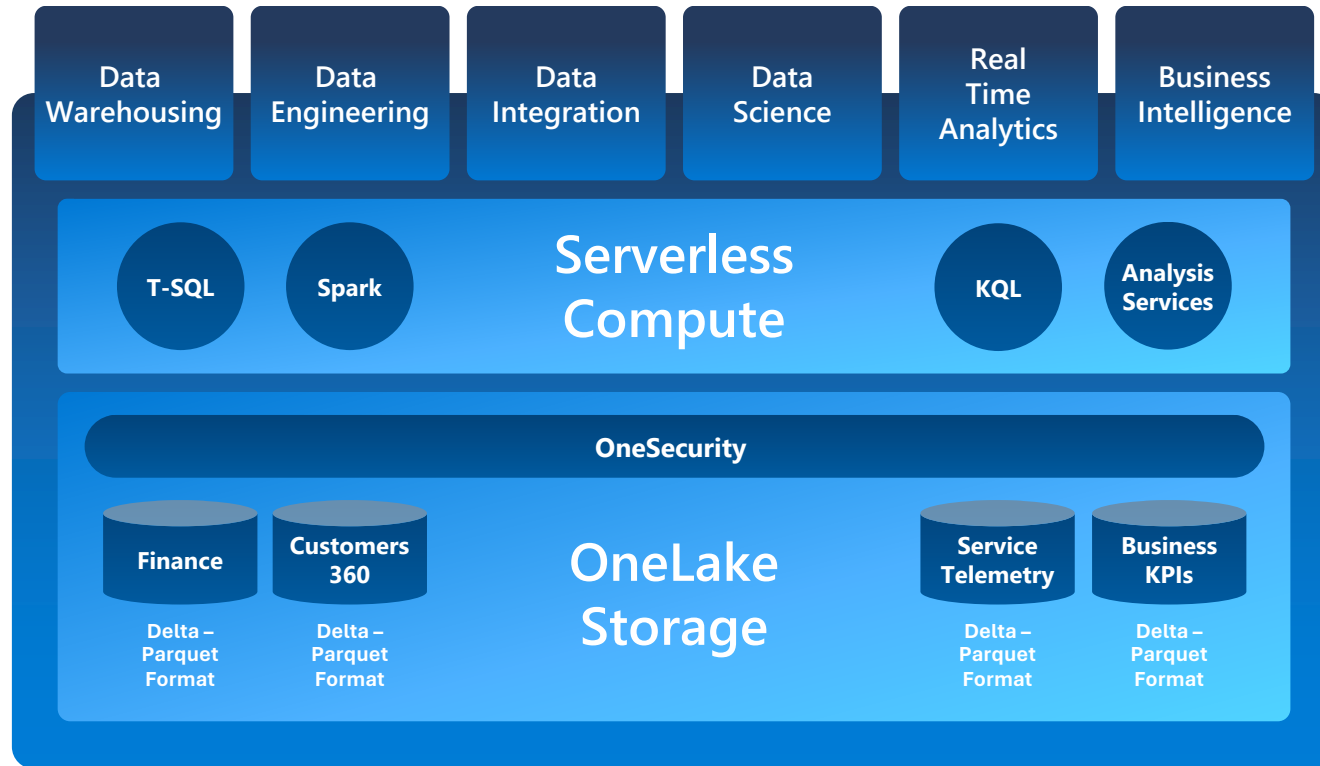 Data
Warehousing
Data
Engineering
Data
Integration
Data
Science
Real
Time
Analytics
Business
Intelligence
T-SQL
Spark
Serverless
Compute
KQL
Analysis
Services
OneSecurity
Finance
Customers
360
OneLake
Storage
Service
Telemetry
Business
KPIs
Delta –
Parquet
Format
Delta –
Parquet
Format
Delta –
Parquet
Format
Delta –
Parquet
Format